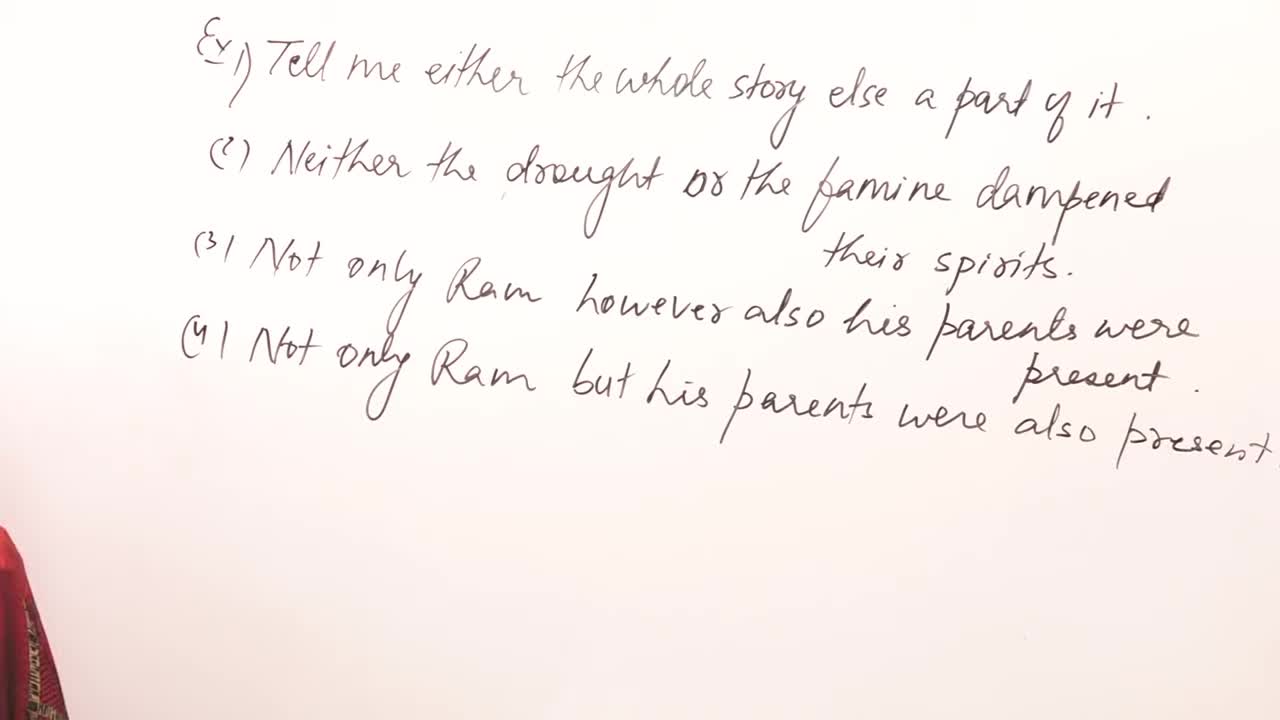 Ex 1) Tell me either the whole story else a part of it.
(2) Neither the drought or the famine dampened
their spirits.
(3) Not only Ram however also his parents were
present.
(4) Not only Ram but his parents were also present.